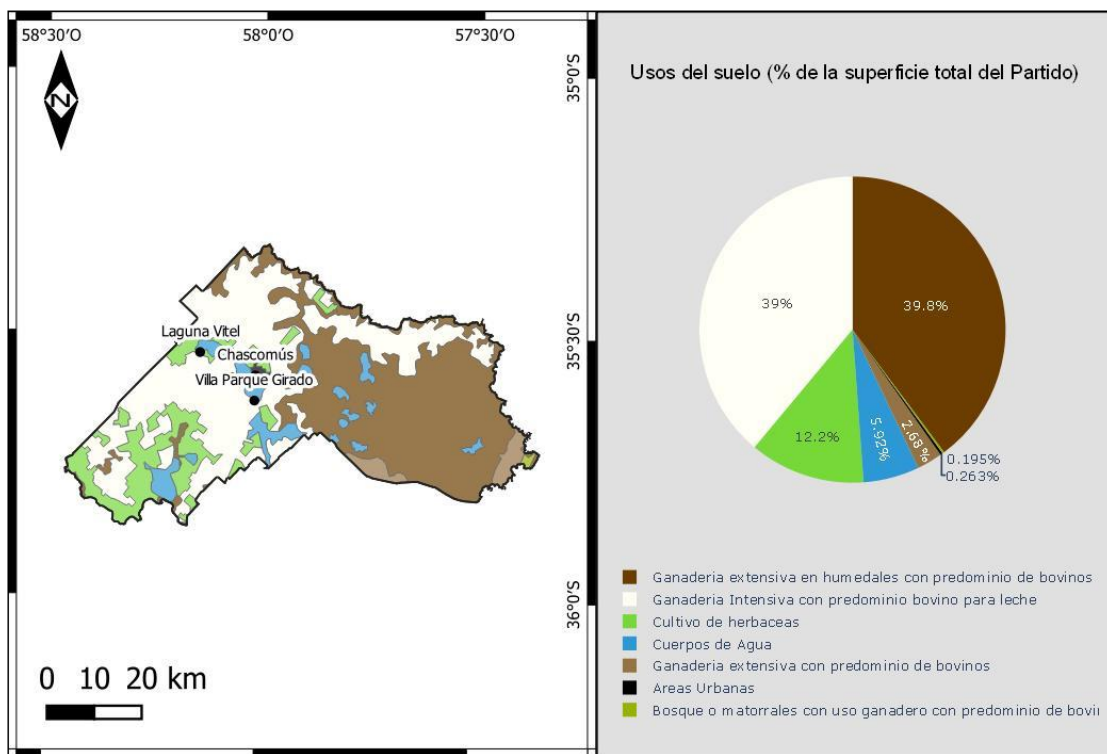 58°30'O
58°0'O
57°30'O
N
35°0'S
35°30'S
36°0'S
Laguna Vitel
Chascomús
Villa Parque Girado
0 10 20 km
Usos del suelo (% de la superficie total del Partido)
39%
39.8%
12.2%
5.92%
2.68%
0.195%
0.263%
Ganaderia extensiva en humedales con predominio de bovinos
Ganaderia Intensiva con predominio bovino para leche
Cultivo de herbaceas
Cuerpos de Agua
Ganaderia extensiva con predominio de bovinos
Areas Urbanas
Bosque o matorrales con uso ganadero con predominio de bovi